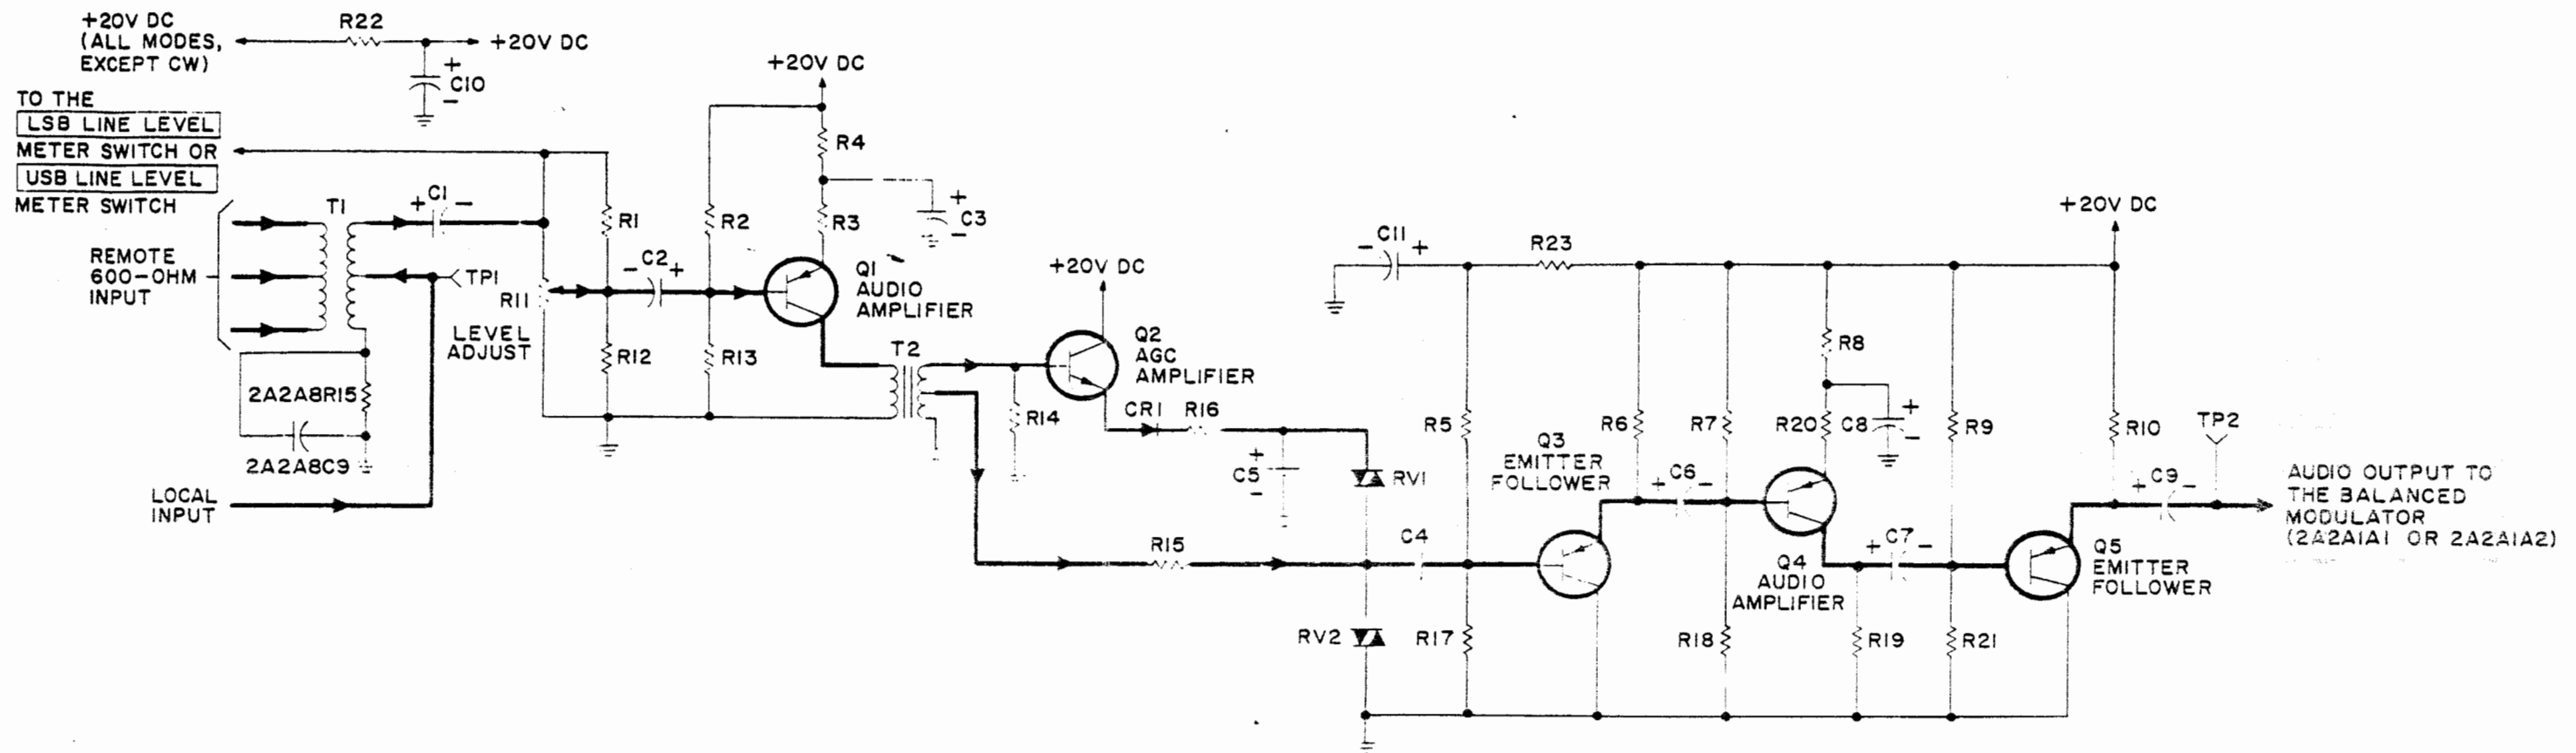 +20V DC
(ALL MODES,
EXCEPT CW)
R22
+20V DC
+
C10
-
TO THE
LSB LINE LEVEL
METER SWITCH OR
USB LINE LEVEL
METER SWITCH
REMOTE
600-OHM
INPUT
T1
+
C1
-
TP1
2A2A8R15
2A2A8C9
LOCAL
INPUT
R11
LEVEL
ADJUST
R1
R12
-
C2
+
R2
R13
+20V DC
R4
R3
+
C3
-
Q1
AUDIO
AMPLIFIER
T2
R14
+20V DC
Q2
AGC
AMPLIFIER
CR1
R16
+
C5
-
RV1
RV2
R15
C4
-
C11
+
R23
R5
R17
Q3
EMITTER
FOLLOWER
R6
+
C6
-
R7
R18
R8
R20
C8
+
-
Q4
AUDIO
AMPLIFIER
+
C7
-
R19
R9
R21
+20V DC
R10
Q5
EMITTER
FOLLOWER
+
C9
-
TP2
AUDIO OUTPUT TO
THE BALANCED
MODULATOR
(2A2A1A1 OR 2A2A1A2)